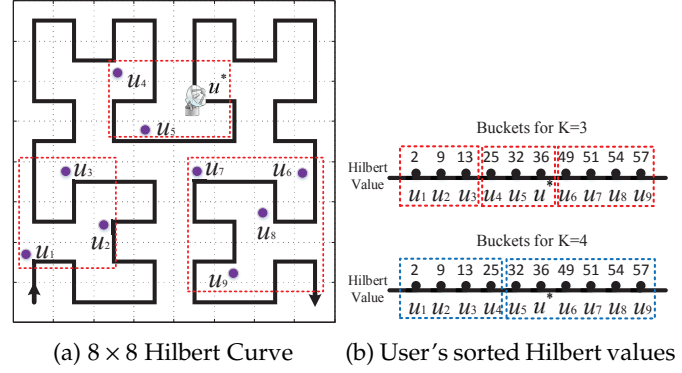 u4
u*
u5
u3
u7
u6
u8
u2
u1
u9
(a) 8 × 8 Hilbert Curve
Buckets for K=3
Hilbert Value
2 9 13 25 32 36 49 51 54 57
u1 u2 u3 u4 u5 u* u6 u7 u8 u9
Buckets for K=4
Hilbert Value
2 9 13 25 32 36 49 51 54 57
u1 u2 u3 u4 u5 u* u6 u7 u8 u9
(b) User's sorted Hilbert values